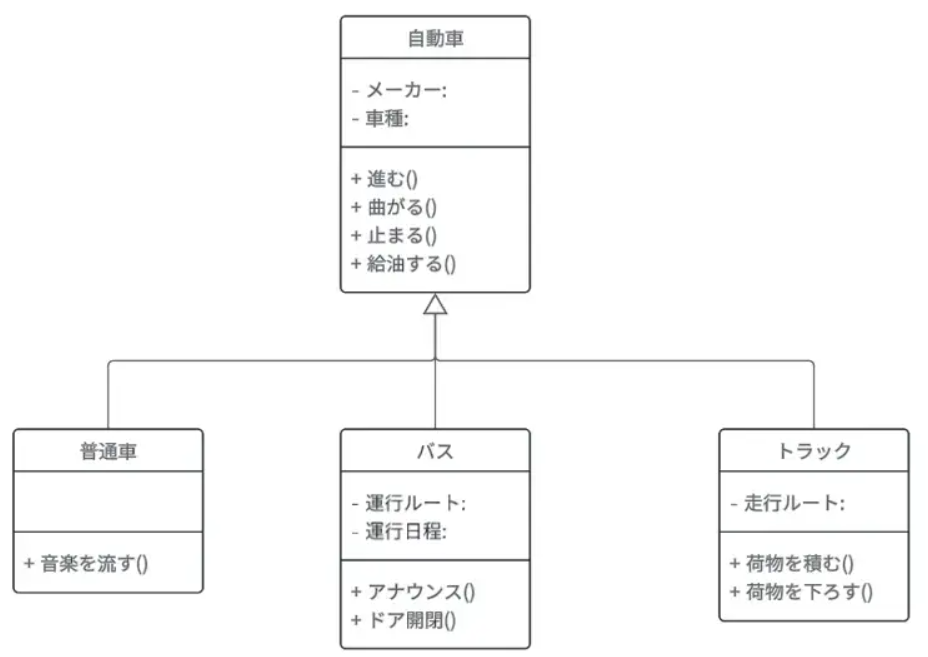 自動車
- メーカー:
- 車種:
+ 進む()
+ 曲がる()
+ 止まる()
+ 給油する()
普通車
+ 音楽を流す()
バス
- 運行ルート:
- 運行日程:
+ アナウンス()
+ ドア開閉()
トラック
- 走行ルート:
+ 荷物を積む()
+ 荷物を下ろす()